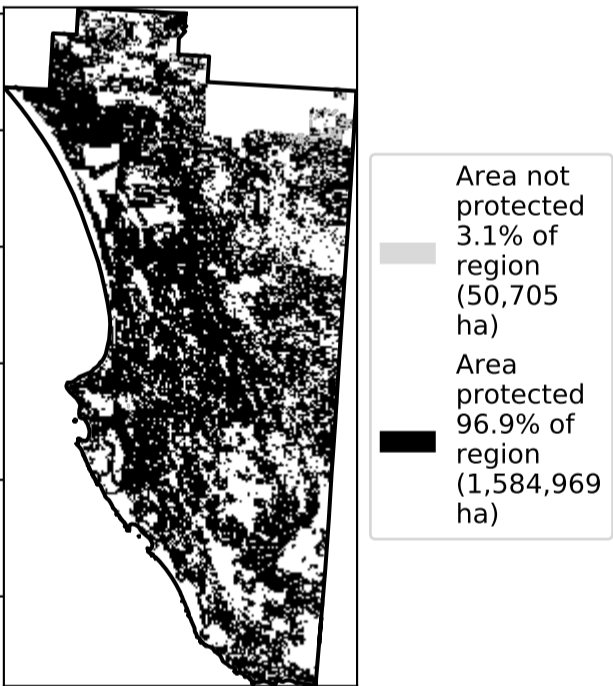 Area not
protected
3.1% of
region
(50,705
ha)
Area
protected
96.9% of
region
(1,584,969
ha)